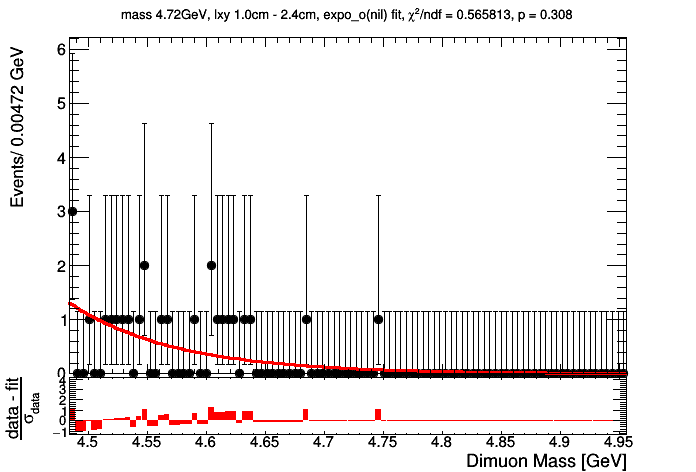 mass 4.72GeV, lxy 1.0cm - 2.4cm, expo_o(nil) fit, χ²/ndf = 0.565813, p = 0.308
Events/ 0.00472 GeV
6
5
4
3
2
1
0
data - fit
σdata
4
3
2
1
0
−1
4.5 4.55 4.6 4.65 4.7 4.75 4.8 4.85 4.9 4.95
Dimuon Mass [GeV]